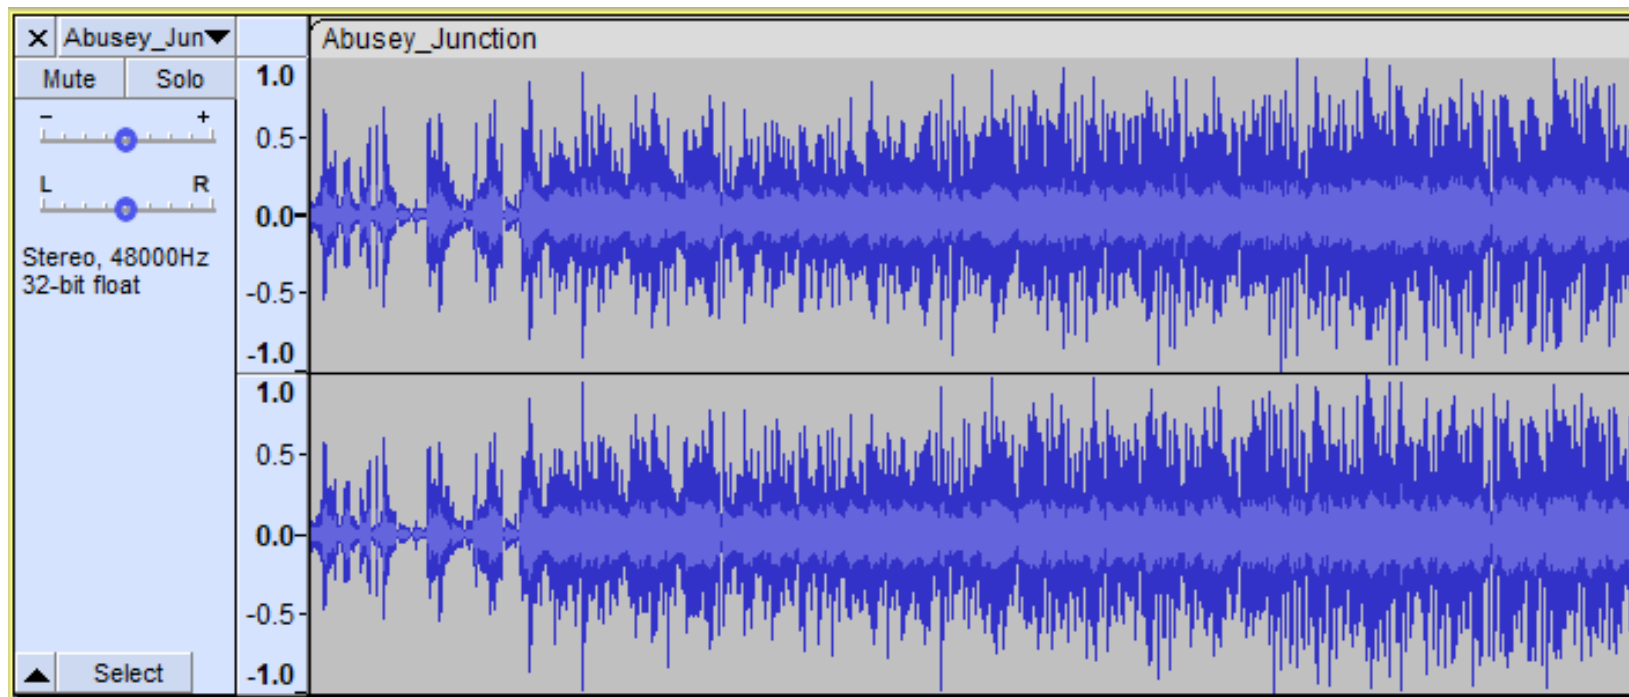 Abusey_Jun
Abusey_Junction
Mute Solo
- +
L R
Stereo, 48000Hz
32-bit float
Select
1.0
0.5-
0.0-
-0.5-
-1.0
1.0
0.5-
0.0-
-0.5-
-1.0